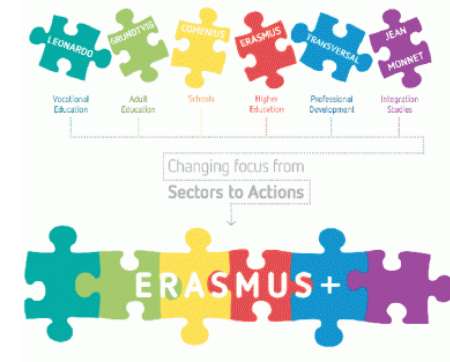 LEONARDO
GRUNDTVIG
COMENIUS
ERASMUS
TRANSVERSAL
JEAN
MONNET
Vocational
Education
Adult
Education
Schools
Higher
Education
Professional
Development
Integration
Studies
Changing focus from
Sectors to Actions
ERASMUS+